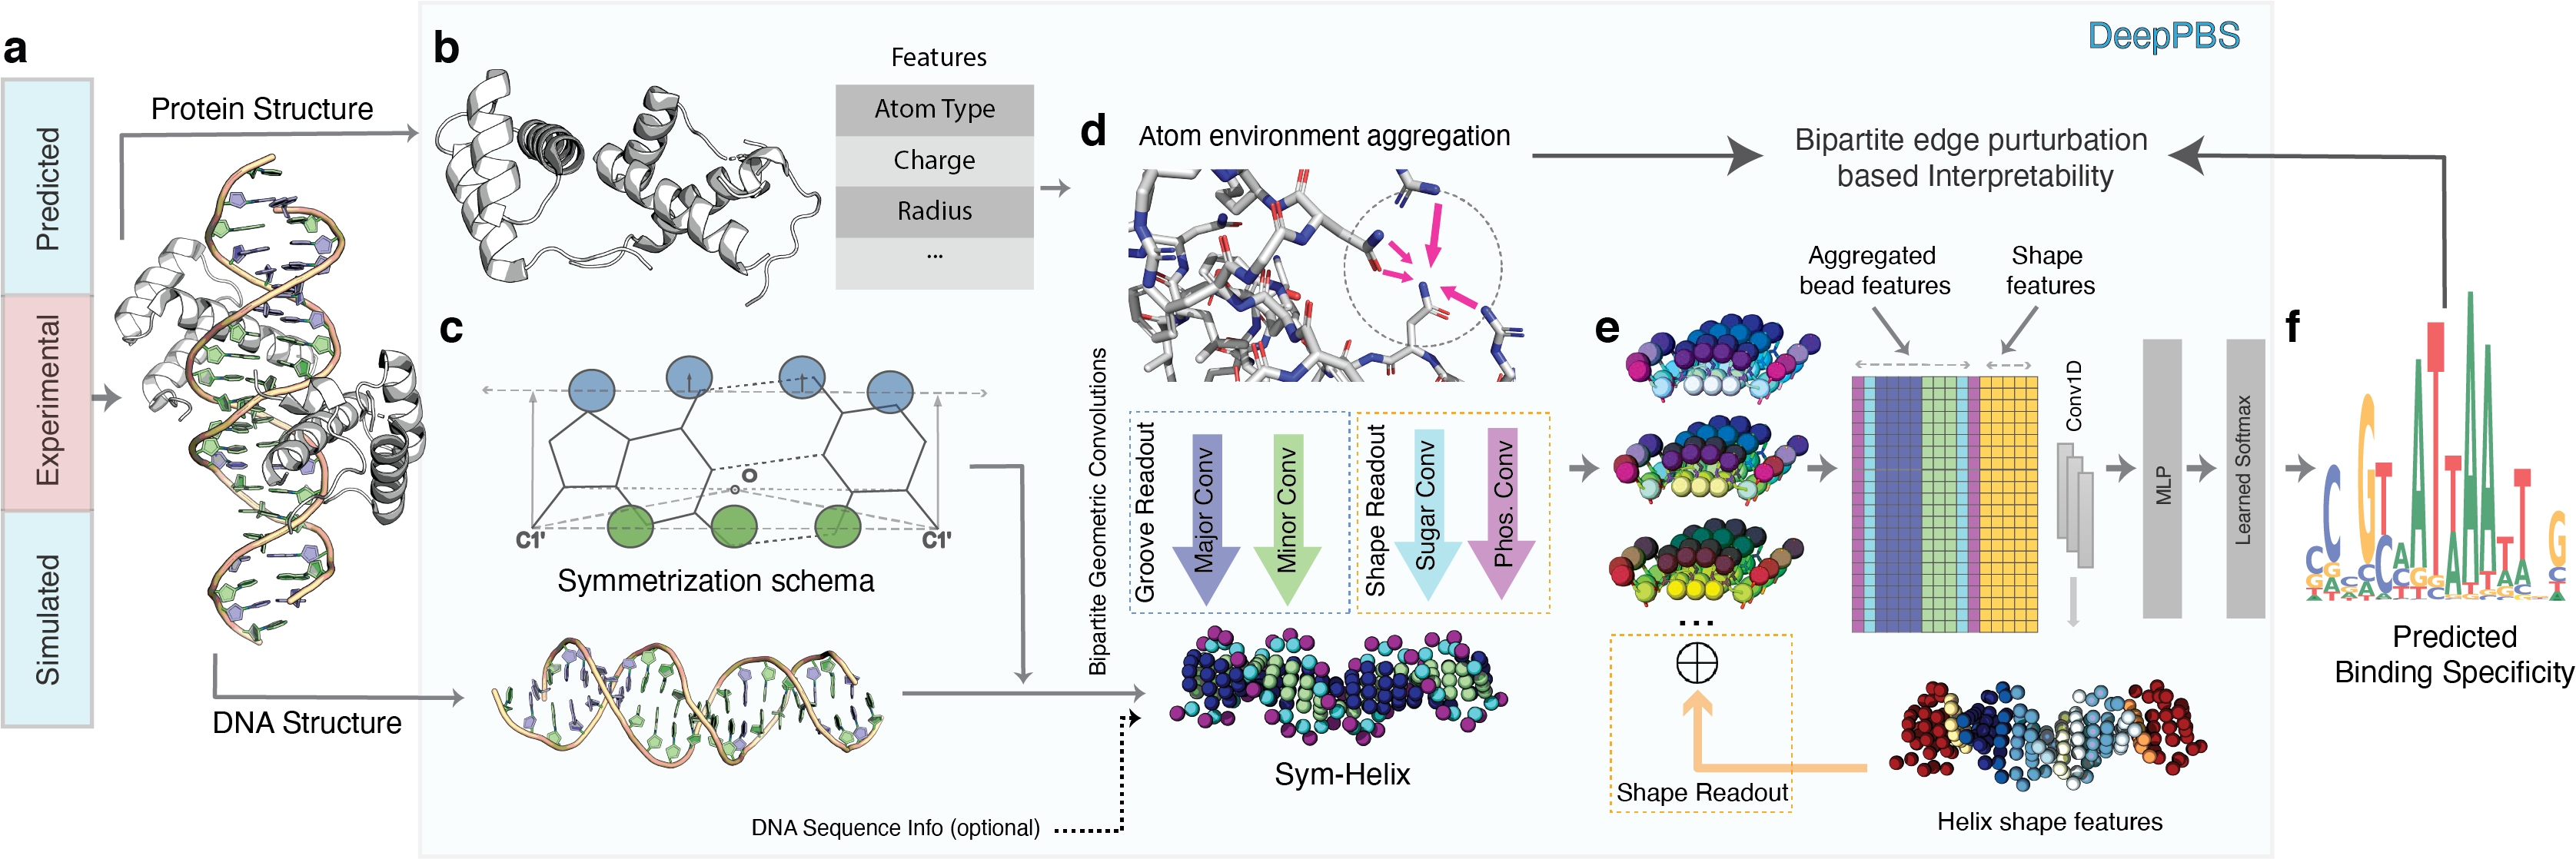 a
Predicted
Experimental
Simulated
Protein Structure
DNA Structure
DeepPBS
b
Features
Atom Type
Charge
Radius
...
c
O
C1'
C1'
Symmetrization schema
DNA Sequence Info (optional)
d
Atom environment aggregation
Bipartite Geometric Convolutions
Groove Readout
Major Conv
Minor Conv
Shape Readout
Sugar Conv
Phos. Conv
Sym-Helix
Bipartite edge purturbation
based Interpretability
e
...
Shape Readout
Aggregated
bead features
Shape
features
Conv1D
MLP
Learned Softmax
Helix shape features
f
Predicted
Binding Specificity